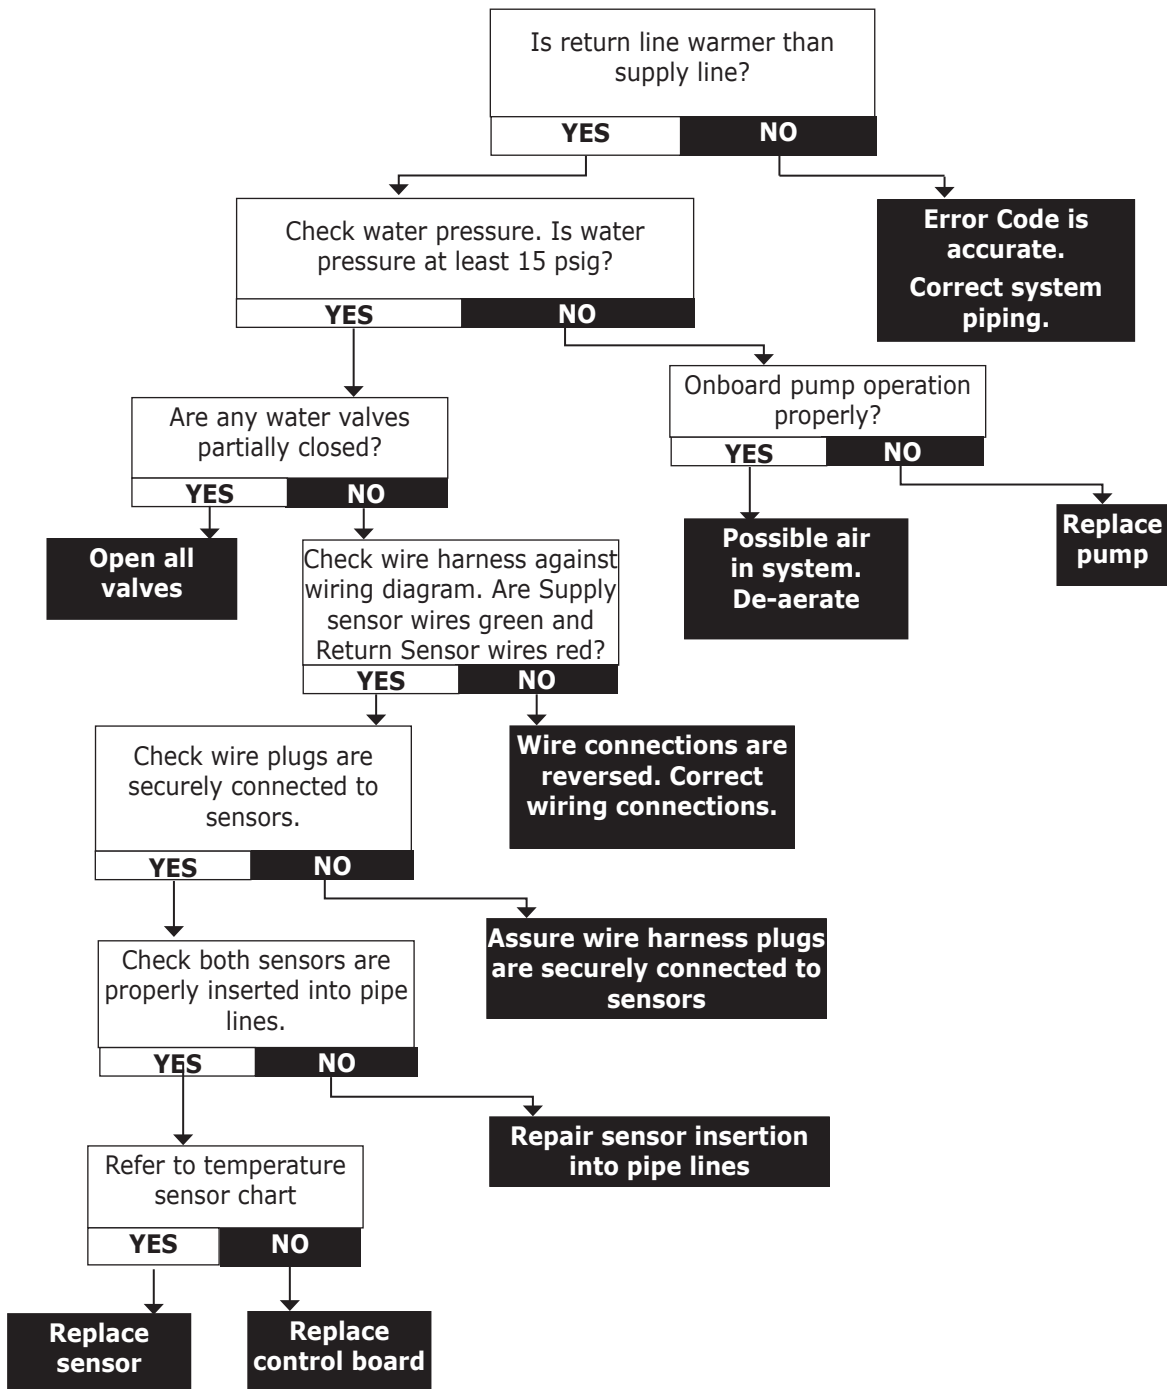 Is return line warmer than
supply line?
YES
NO
Error Code is
accurate.
Correct system
piping.
Check water pressure. Is water
pressure at least 15 psig?
YES
NO
Onboard pump operation
properly?
YES
NO
Possible air
in system.
De-aerate
Replace
pump
Are any water valves
partially closed?
YES
NO
Open all
valves
Check wire harness against
wiring diagram. Are Supply
sensor wires green and
Return Sensor wires red?
YES
NO
Wire connections are
reversed. Correct
wiring connections.
Check wire plugs are
securely connected to
sensors.
YES
NO
Assure wire harness plugs
are securely connected to
sensors
Check both sensors are
properly inserted into pipe
lines.
YES
NO
Repair sensor insertion
into pipe lines
Refer to temperature
sensor chart
YES
NO
Replace
sensor
Replace
control board